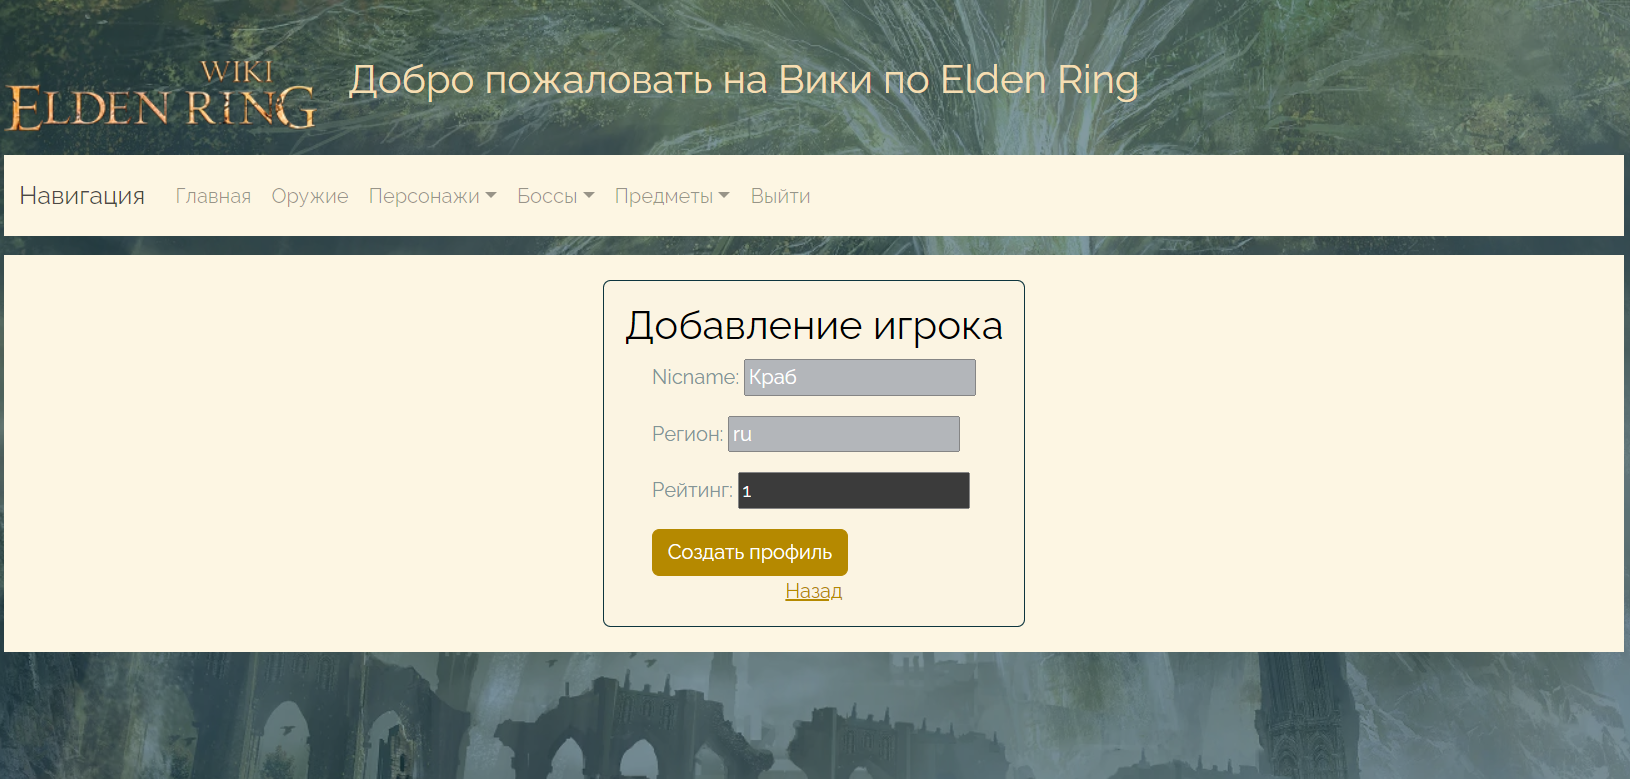 WIKI
ELDEN RING
Добро пожаловать на Вики по Elden Ring
Навигация Главная Оружие Персонажи Боссы Предметы Выйти
Добавление игрока
Nicname: Краб
Регион: ru
Рейтинг: 1
Создать профиль
Назад